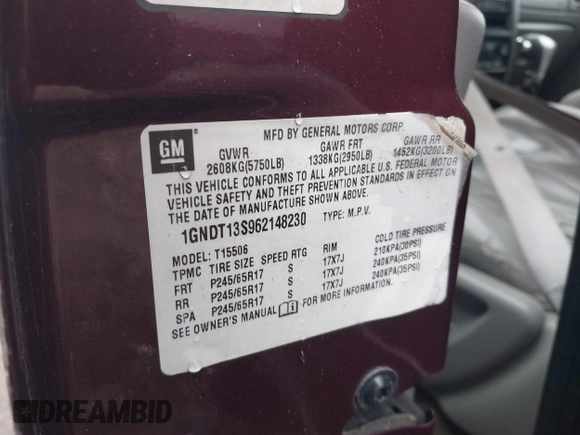 MFD BY GENERAL MOTORS CORP.
GM
GVWR GAWR FRT GAWR RR
2608KG(5750LB) 1338KG(2950LB) 1452KG(3200LB)
THIS VEHICLE CONFORMS TO ALL APPLICABLE U.S. FEDERAL MOTOR
VEHICLE SAFETY AND THEFT PREVENTION STANDARDS IN EFFECT ON
THE DATE OF MANUFACTURE SHOWN ABOVE.
1GNDT13S962148230 TYPE: M.P.V.
MODEL: T15506
TPMC TIRE SIZE SPEED RTG RIM COLD TIRE PRESSURE
FRT P245/65R17 S 17X7J 210KPA(30PSI)
RR P245/65R17 S 17X7J 240KPA(35PSI)
SPA P245/65R17 S 17X7J 240KPA(35PSI)
SEE OWNER'S MANUAL FOR MORE INFORMATION.
DREAMBID